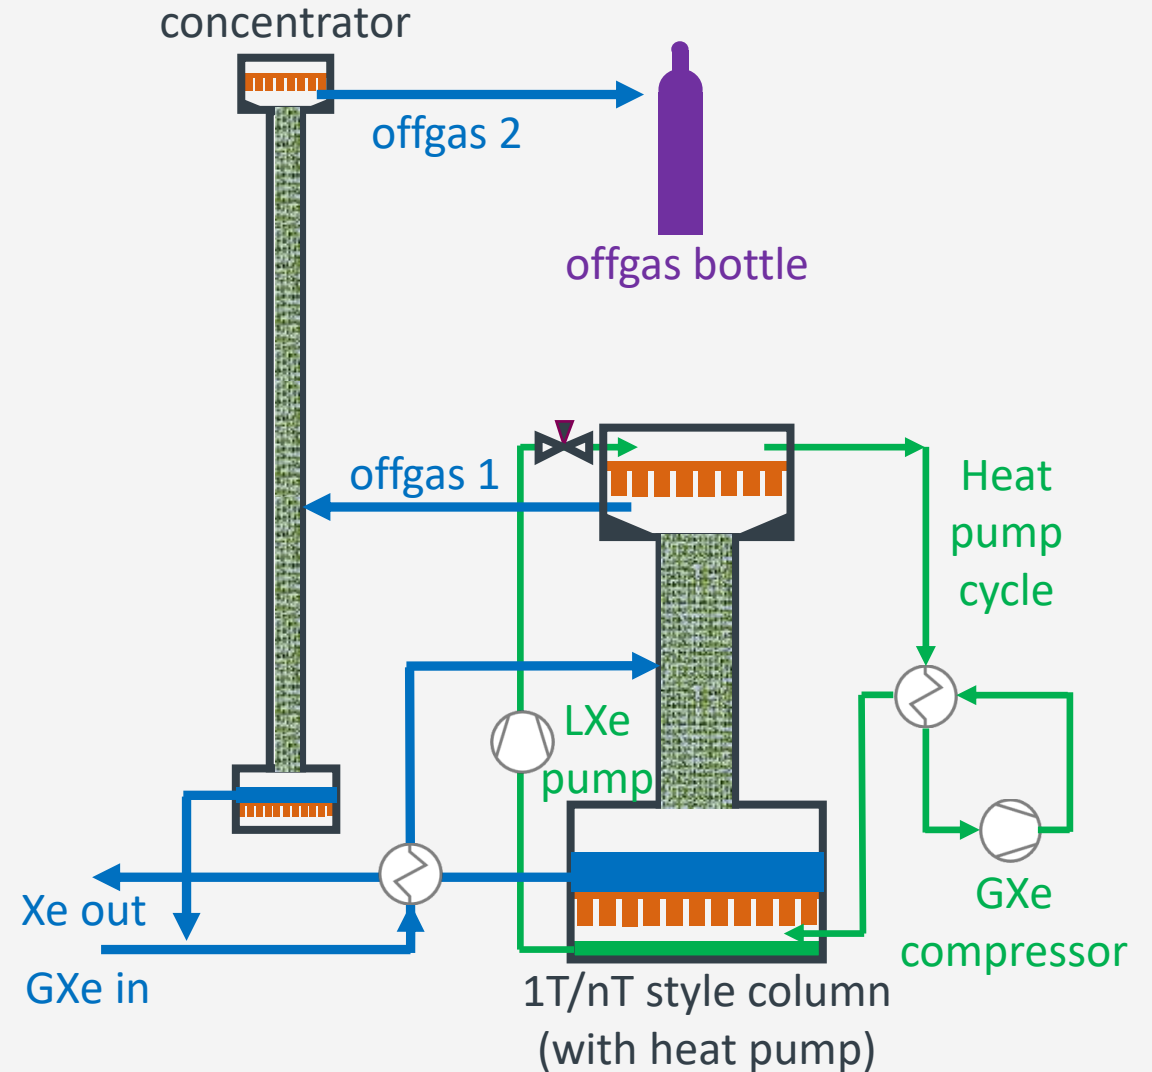 concentrator
offgas 2
offgas bottle
offgas 1
Heat
pump
cycle
LXe
pump
Xe out
GXe in
GXe
compressor
1T/nT style column
(with heat pump)